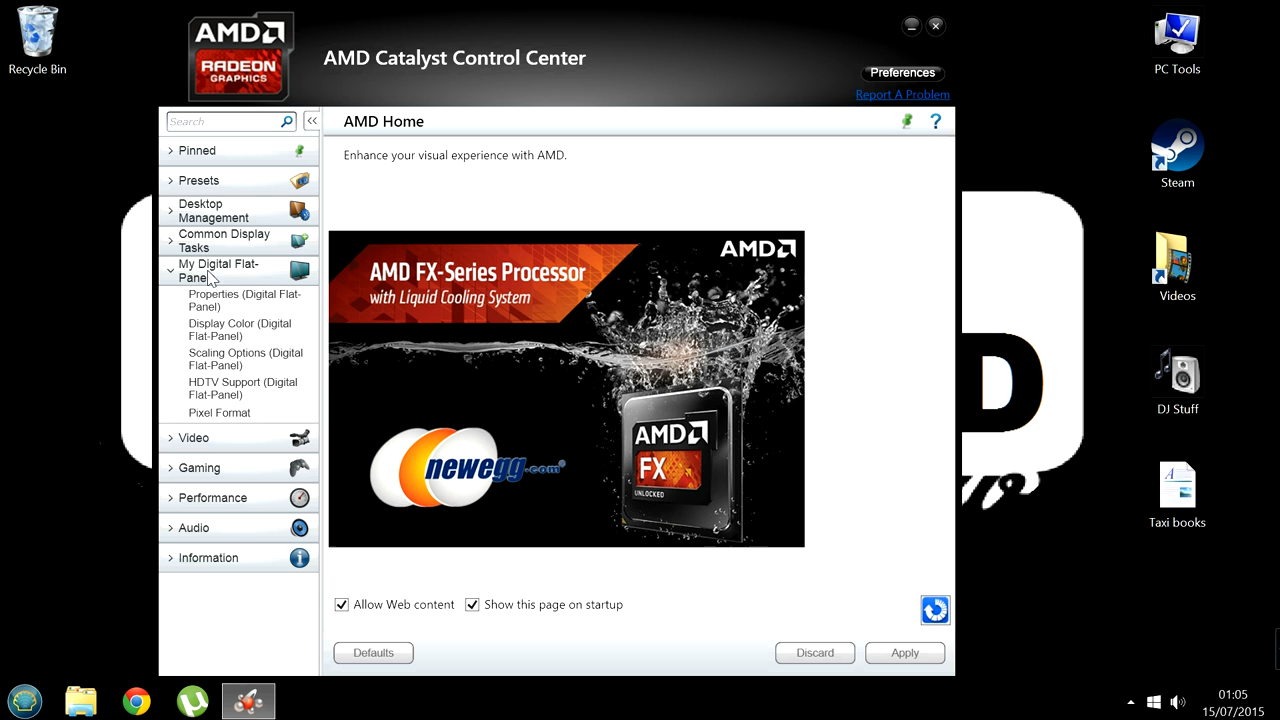 Recycle Bin
AMD
RADEON
GRAPHICS
AMD Catalyst Control Center
Preferences
Report A Problem
Search
<<
Pinned
Presets
Desktop
Management
Common Display
Tasks
My Digital Flat-
Panel
Properties (Digital Flat-
Panel)
Display Color (Digital
Flat-Panel)
Scaling Options (Digital
Flat-Panel)
HDTV Support (Digital
Flat-Panel)
Pixel Format
Video
Gaming
Performance
Audio
Information
AMD Home
?
Enhance your visual experience with AMD.
AMD
AMD FX-Series Processor
with Liquid Cooling System
newegg.com®
AMD
FX
UNLOCKED
Allow Web content
Show this page on startup
Defaults
Discard
Apply
PC Tools
Steam
Videos
DJ Stuff
Taxi books
D
01:05
15/07/2015